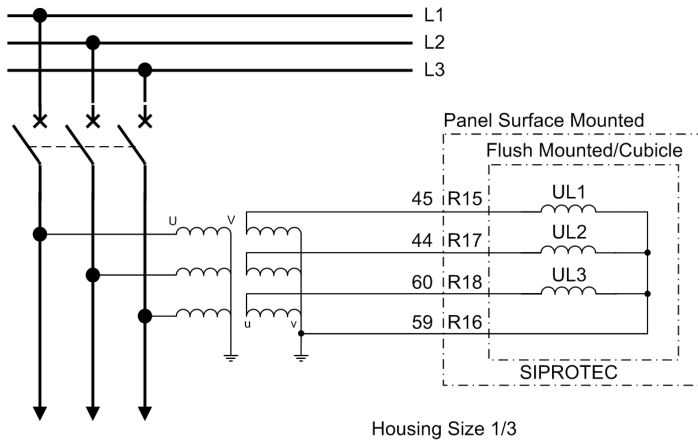 L1
L2
L3
Panel Surface Mounted
Flush Mounted/Cubicle
45 R15 UL1
U V
44 R17 UL2
60 R18 UL3
u v
59 R16
SIPROTEC
Housing Size 1/3